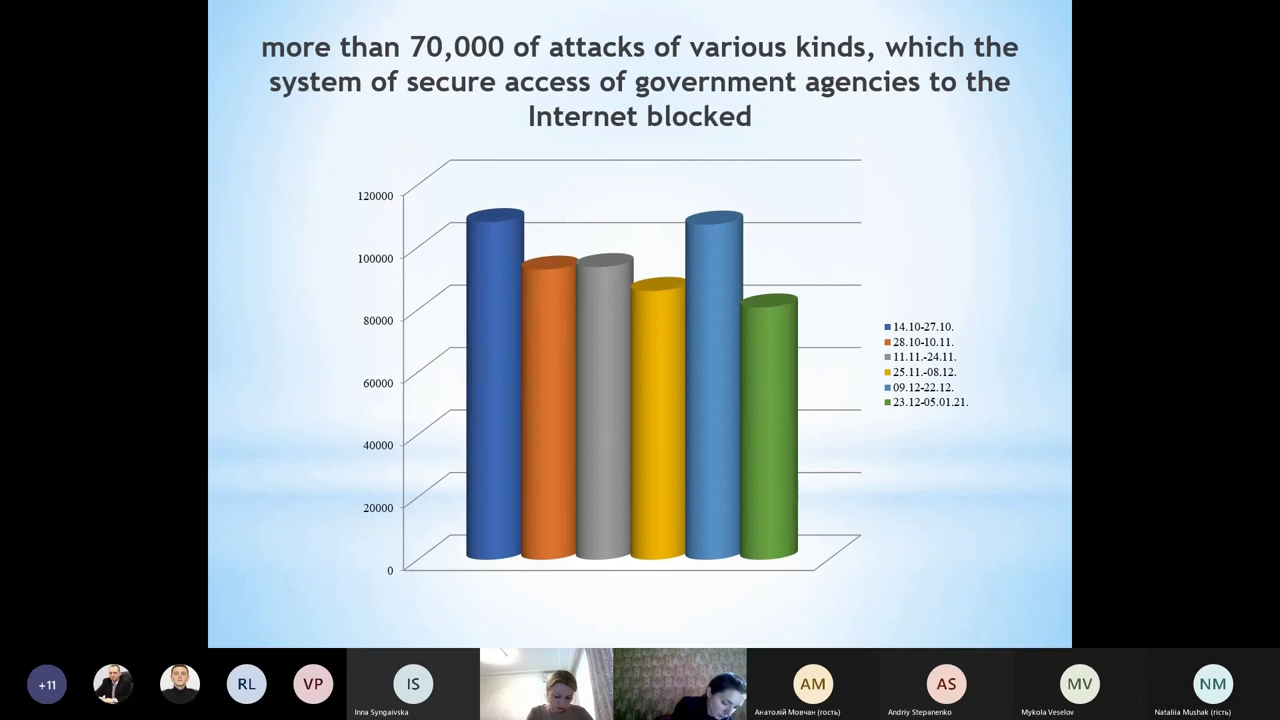 more than 70,000 of attacks of various kinds, which the
system of secure access of government agencies to the
Internet blocked
120000
100000
80000
60000
40000
20000
0
14.10-27.10.
28.10-10.11.
11.11.-24.11.
25.11.-08.12.
09.12-22.12.
23.12-05.01.21.
+11
RL
VP
IS
Inna Syngaivska
AM
Анатолій Мовчан (гость)
AS
Andriy Stepanenko
MV
Mykola Veselov
NM
Nataliia Mushak (гість)